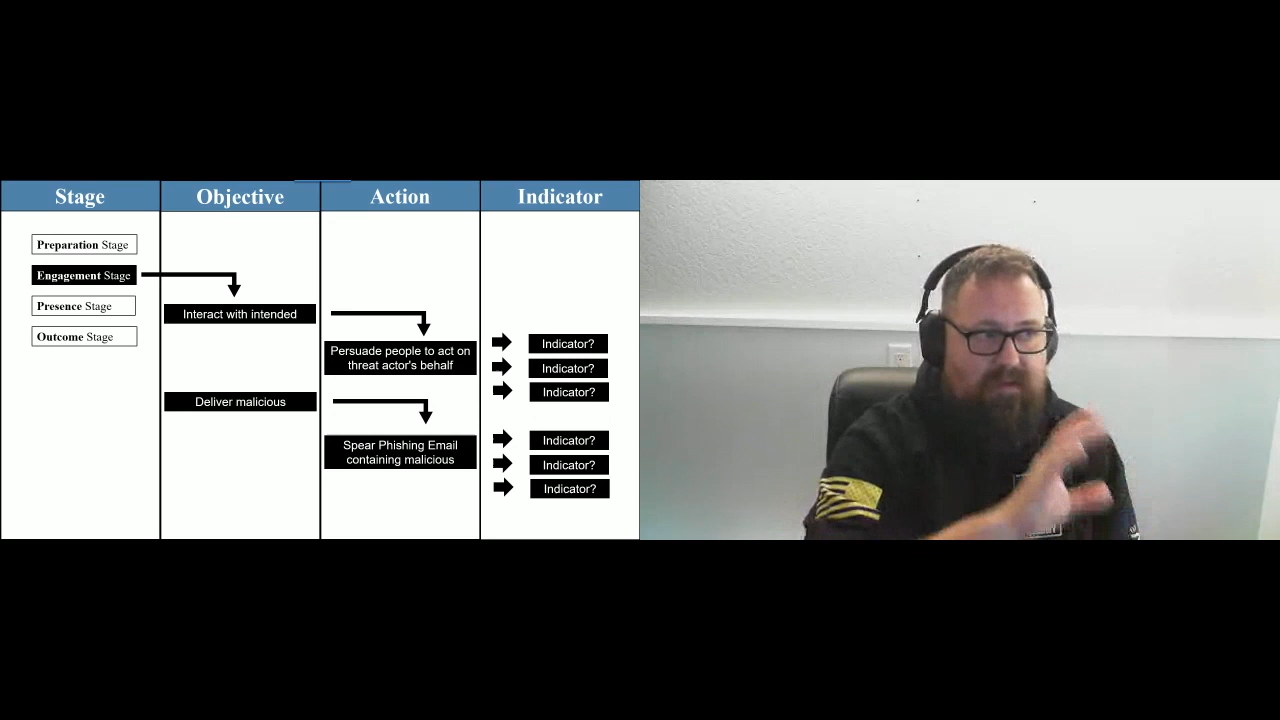 Stage
Objective
Action
Indicator
Preparation Stage
Engagement Stage
Presence Stage
Outcome Stage
Interact with intended
Persuade people to act on
threat actor's behalf
Indicator?
Indicator?
Indicator?
Deliver malicious
Spear Phishing Email
containing malicious
Indicator?
Indicator?
Indicator?